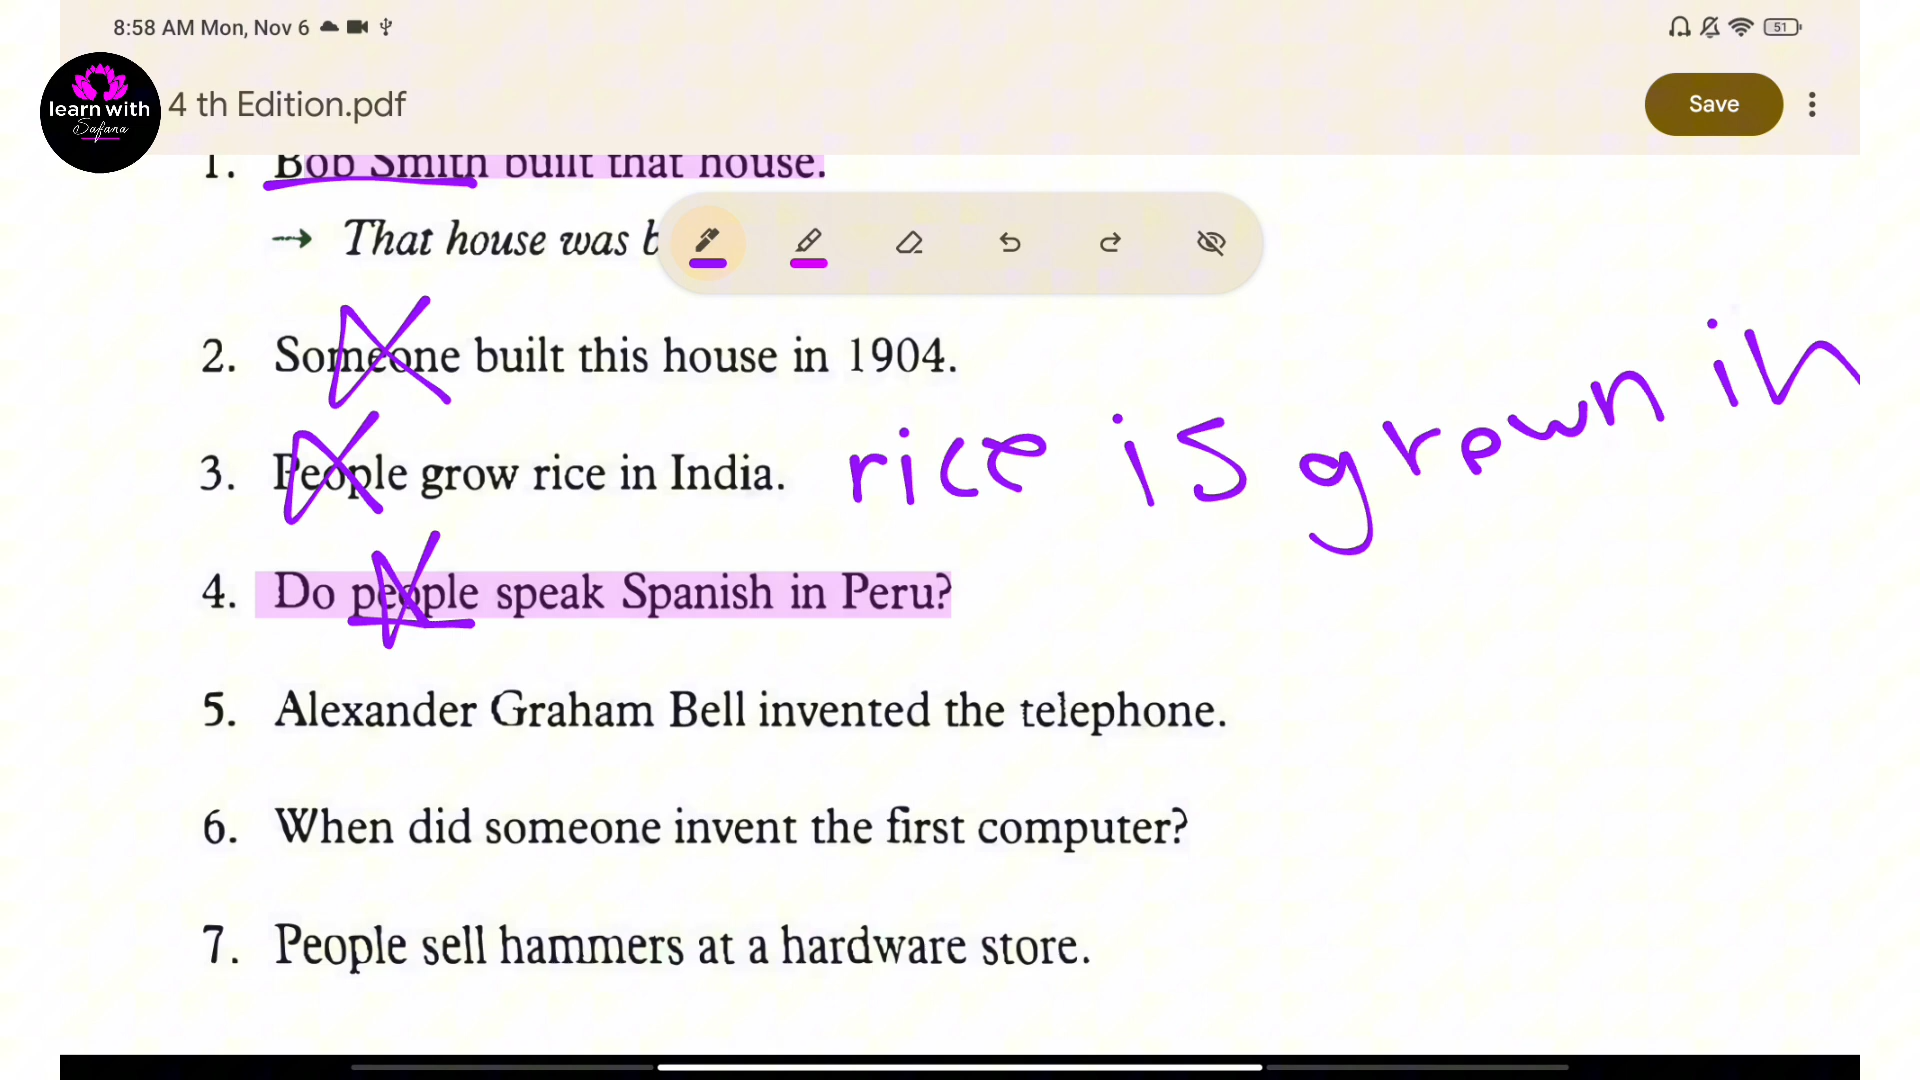 8:58 AM Mon, Nov 6
51
learn with
Safana
4 th Edition.pdf
Save
1. Bob Smith built that house.
→ That house was b
2. Someone built this house in 1904.
3. People grow rice in India. rice is grown in
4. Do people speak Spanish in Peru?
5. Alexander Graham Bell invented the telephone.
6. When did someone invent the first computer?
7. People sell hammers at a hardware store.